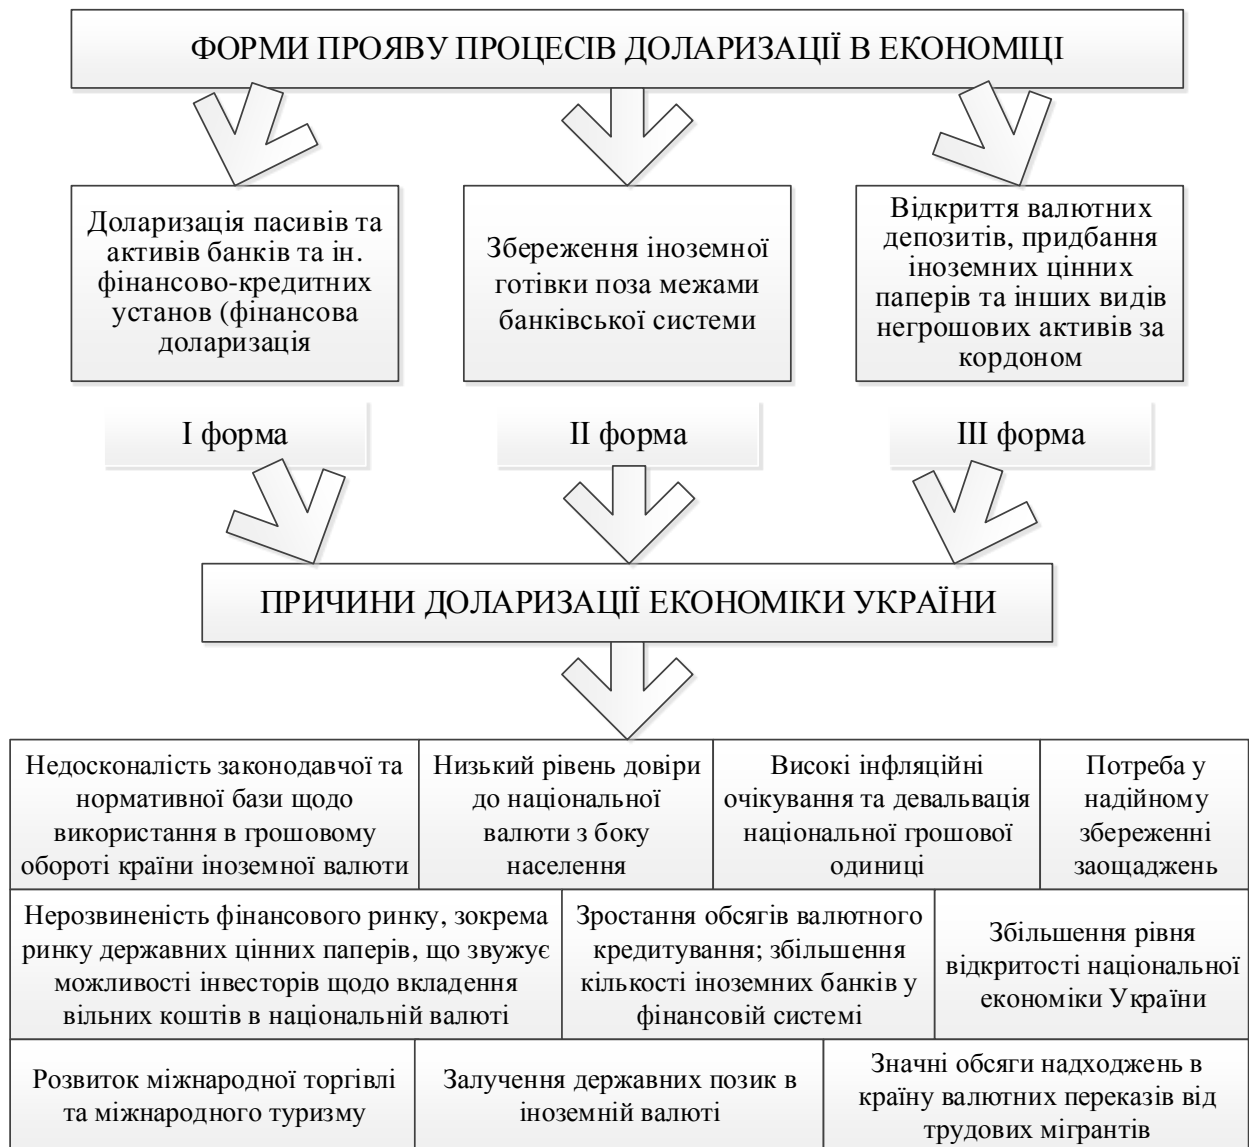 ФОРМИ ПРОЯВУ ПРОЦЕСІВ ДОЛАРИЗАЦІЇ В ЕКОНОМІЦІ
Доларизація пасивів та
активів банків та ін.
фінансово-кредитних
установ (фінансова
доларизація
Збереження іноземної
готівки поза межами
банківської системи
Відкриття валютних
депозитів, придбання
іноземних цінних
паперів та інших видів
негрошових активів за
кордоном
І форма
ІІ форма
ІІІ форма
ПРИЧИНИ ДОЛАРИЗАЦІЇ ЕКОНОМІКИ УКРАЇНИ
Недосконалість законодавчої та
нормативної бази щодо
використання в грошовому
обороті країни іноземної валюти
Низький рівень довіри
до національної
валюти з боку
населення
Високі інфляційні
очікування та девальвація
національної грошової
одиниці
Потреба у
надійному
збереженні
заощаджень
Нерозвиненість фінансового ринку, зокрема
ринку державних цінних паперів, що звужує
можливості інвесторів щодо вкладення
вільних коштів в національній валюті
Зростання обсягів валютного
кредитування; збільшення
кількості іноземних банків у
фінансовій системі
Збільшення рівня
відкритості національної
економіки України
Розвиток міжнародної торгівлі
та міжнародного туризму
Залучення державних позик в
іноземній валюті
Значні обсяги надходжень в
країну валютних переказів від
трудових мігрантів